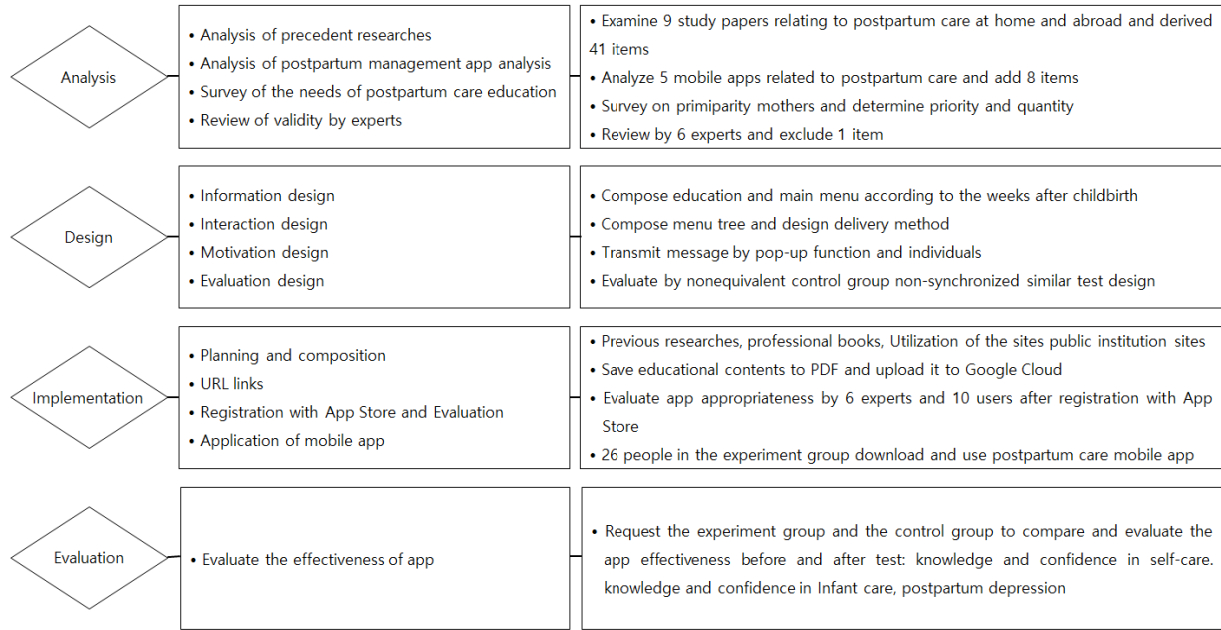 Analysis
• Analysis of precedent researches
• Analysis of postpartum management app analysis
• Survey of the needs of postpartum care education
• Review of validity by experts
• Examine 9 study papers relating to postpartum care at home and abroad and derived
41 items
• Analyze 5 mobile apps related to postpartum care and add 8 items
• Survey on primiparity mothers and determine priority and quantity
• Review by 6 experts and exclude 1 item
Design
• Information design
• Interaction design
• Motivation design
• Evaluation design
• Compose education and main menu according to the weeks after childbirth
• Compose menu tree and design delivery method
• Transmit message by pop-up function and individuals
• Evaluate by nonequivalent control group non-synchronized similar test design
Implementation
• Planning and composition
• URL links
• Registration with App Store and Evaluation
• Application of mobile app
• Previous researches, professional books, Utilization of the sites public institution sites
• Save educational contents to PDF and upload it to Google Cloud
• Evaluate app appropriateness by 6 experts and 10 users after registration with App
Store
• 26 people in the experiment group download and use postpartum care mobile app
Evaluation
• Evaluate the effectiveness of app
• Request the experiment group and the control group to compare and evaluate the
app effectiveness before and after test: knowledge and confidence in self-care.
knowledge and confidence in Infant care, postpartum depression